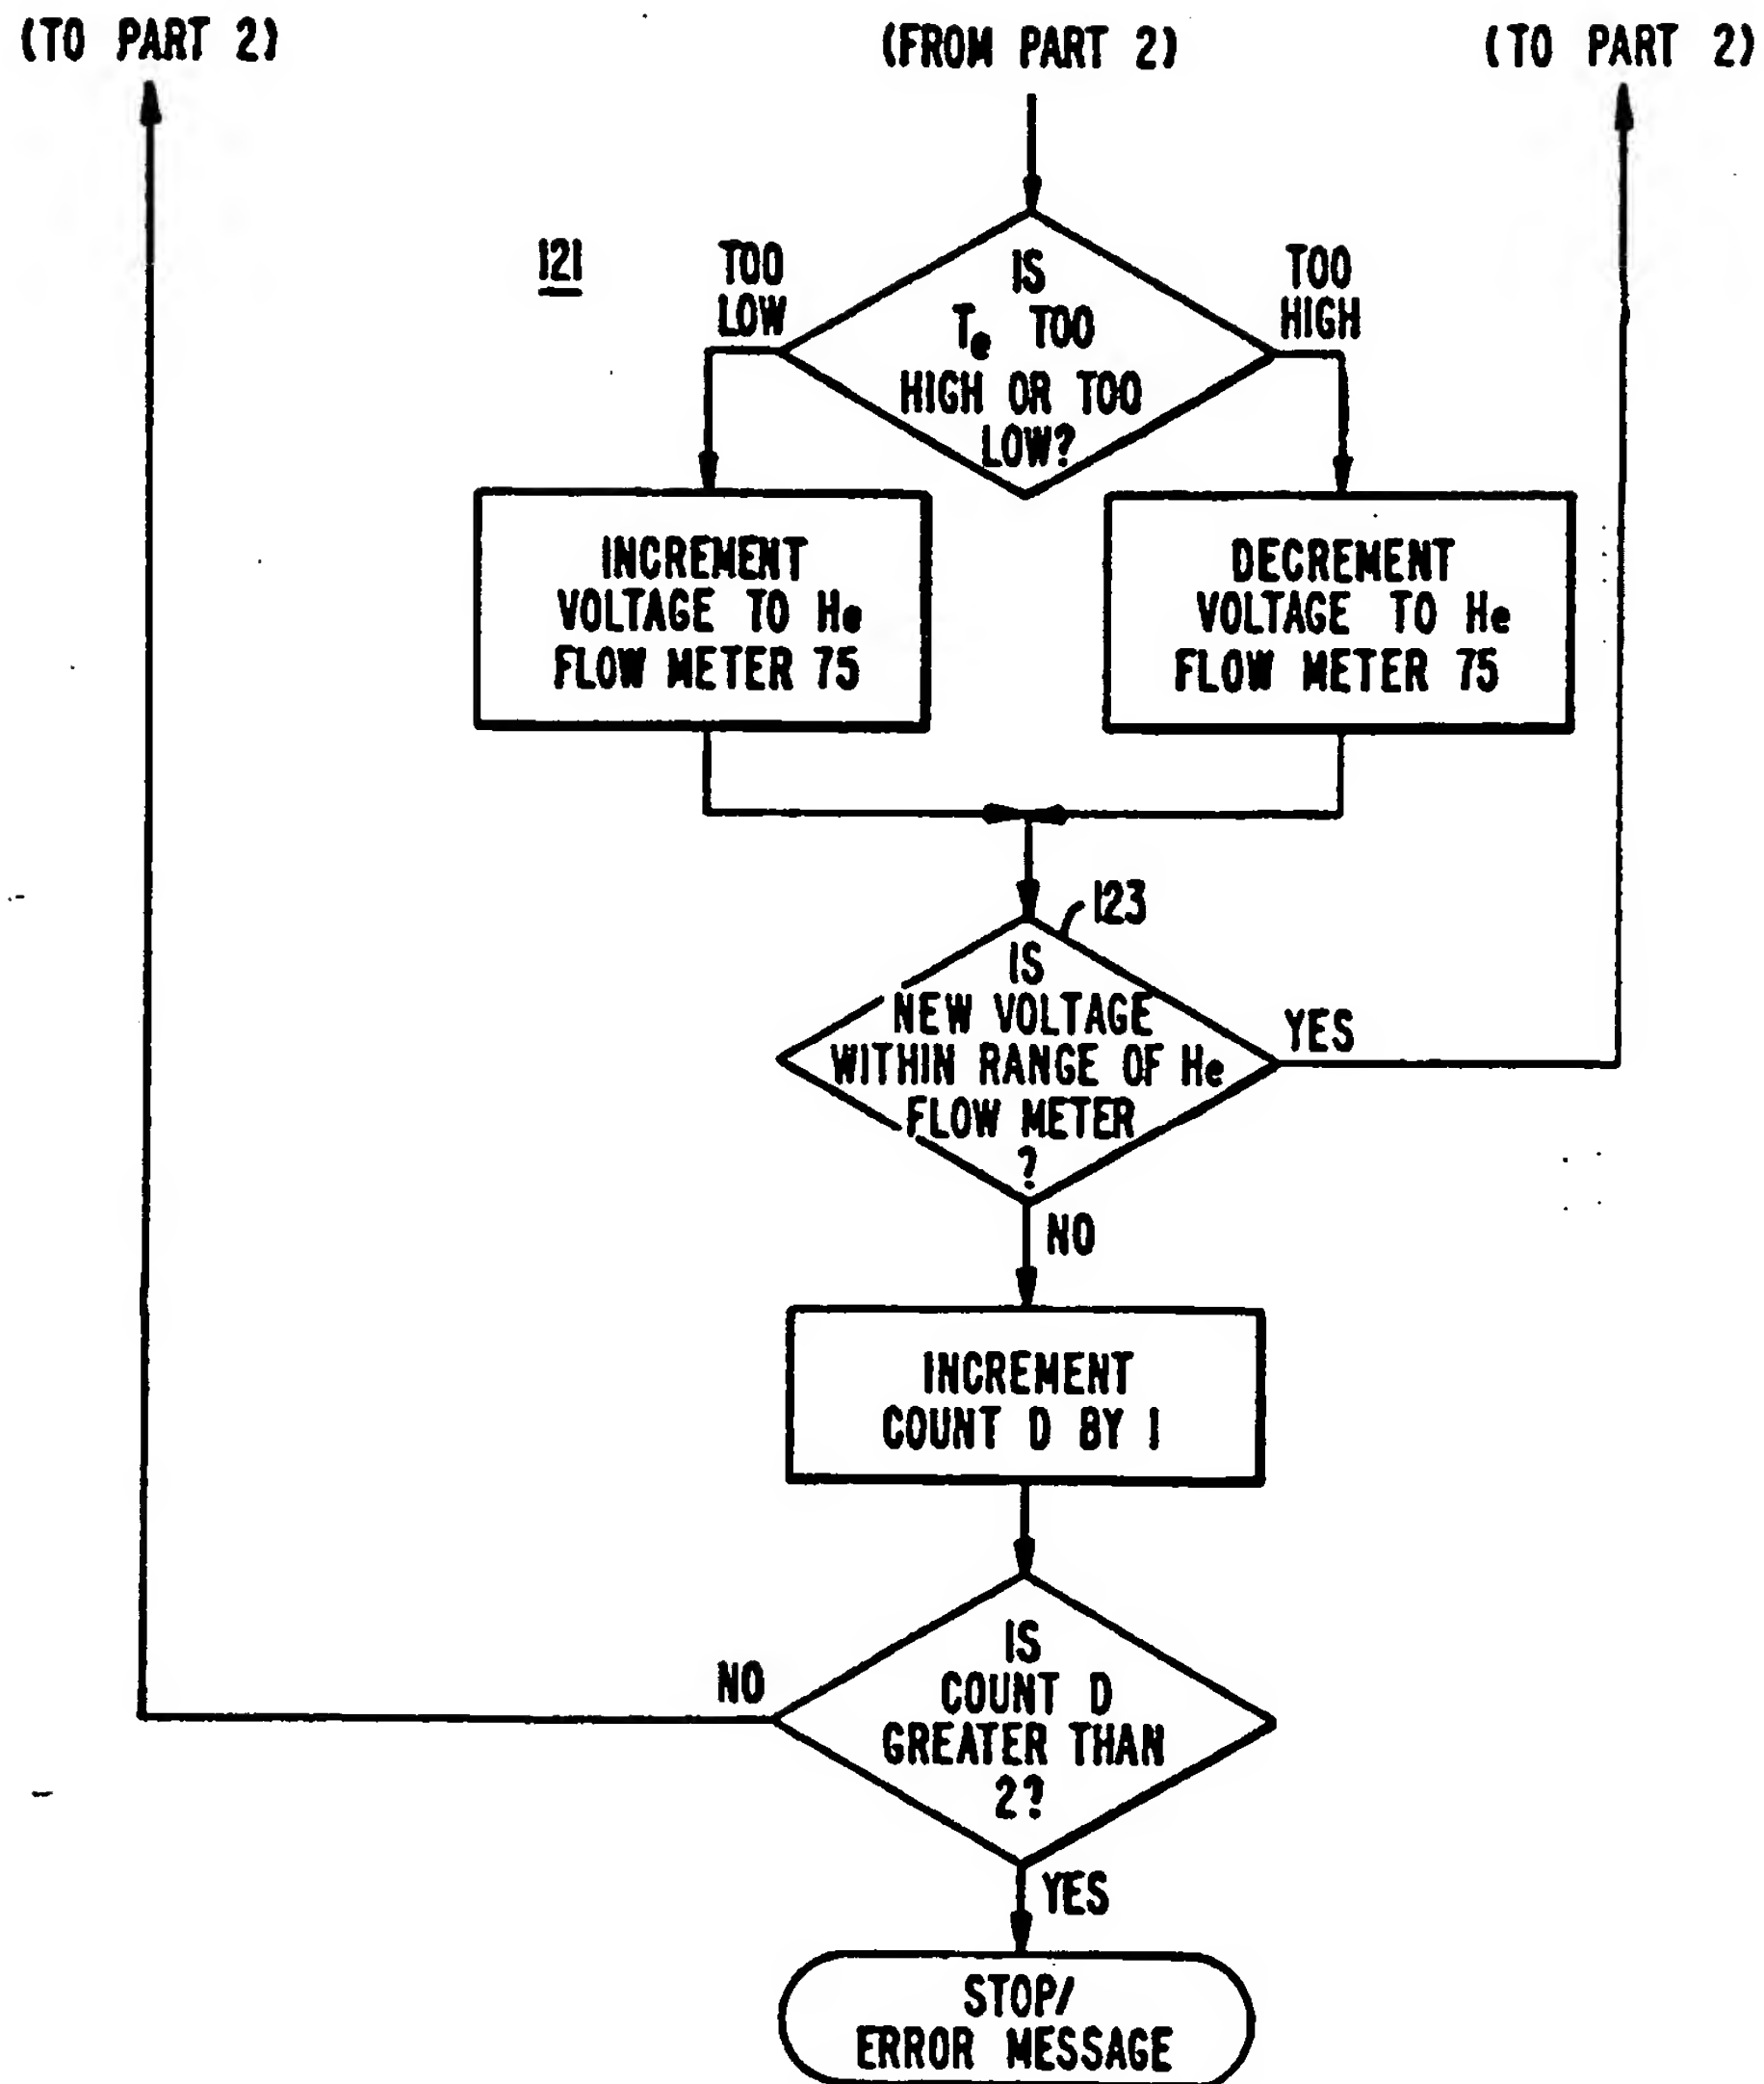 (TO PART 2)
(FROM PART 2)
(TO PART 2)
121
TOO
LOW
IS
Te TOO
HIGH OR TOO
LOW?
TOO
HIGH
INCREMENT
VOLTAGE TO He
FLOW METER 75
DECREMENT
VOLTAGE TO He
FLOW METER 75
123
IS
NEW VOLTAGE
WITHIN RANGE OF He
FLOW METER
?
YES
NO
INCREMENT
COUNT D BY 1
IS
COUNT D
GREATER THAN
2?
NO
YES
STOP/
ERROR MESSAGE